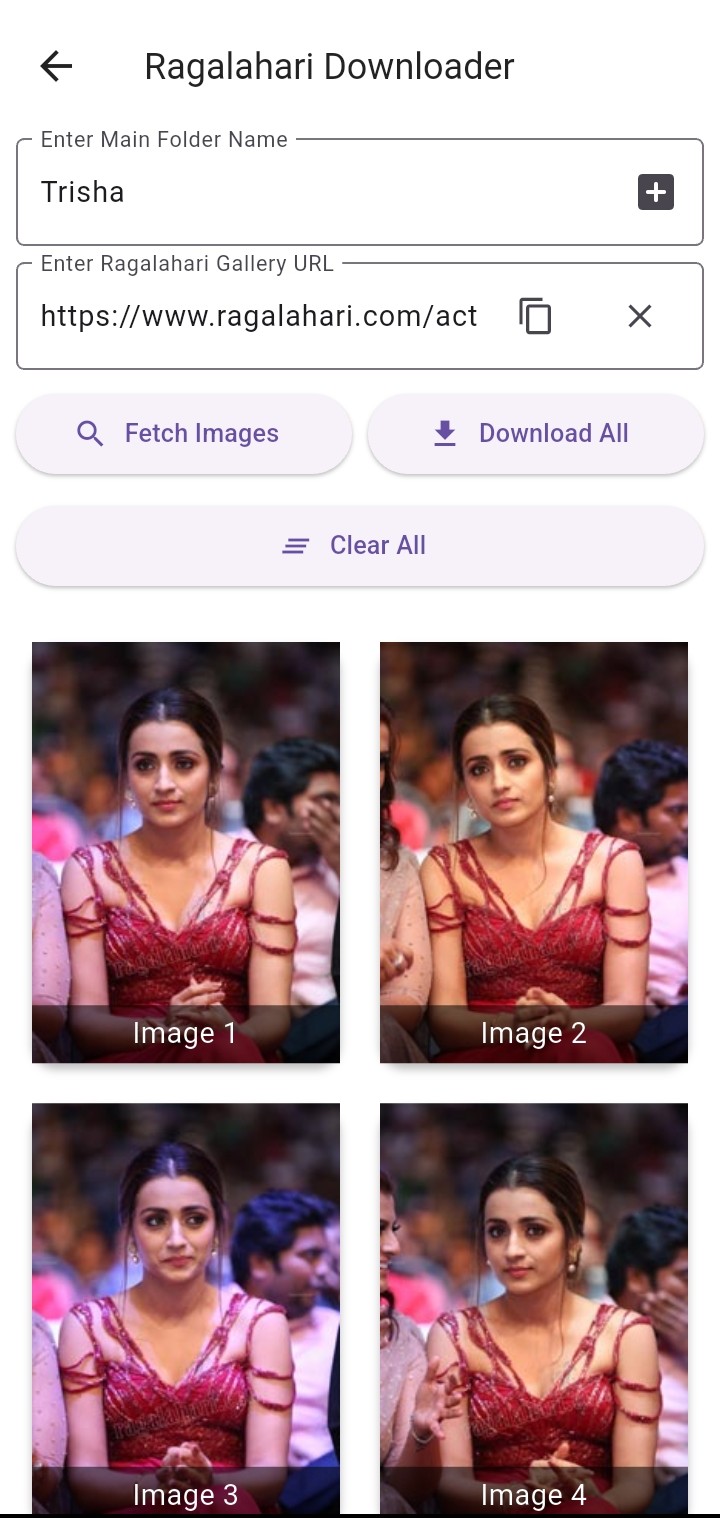 Ragalahari Downloader
Enter Main Folder Name
Trisha
Enter Ragalahari Gallery URL
https://www.ragalahari.com/act
Fetch Images
Download All
Clear All
Image 1
Image 2
Image 3
Image 4